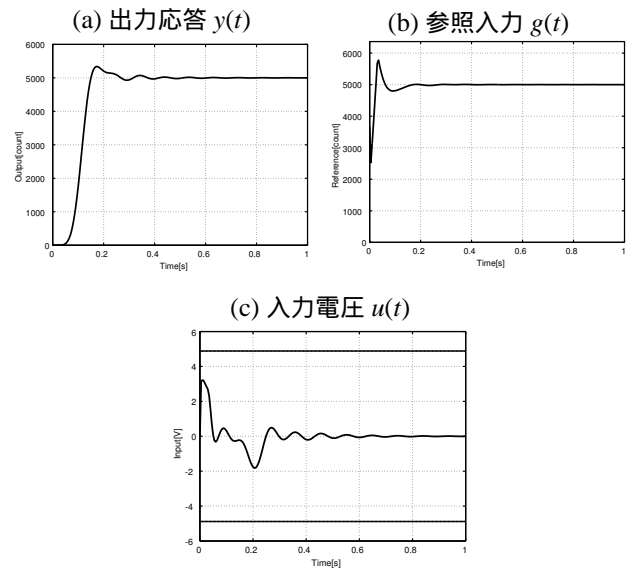 (a) 出力応答 y(t)
6000
5000
4000
3000
2000
1000
0
Output[count]
0 0.2 0.4 0.6 0.8 1
Time[s]
(b) 参照入力 g(t)
6000
5000
4000
3000
2000
1000
0
Reference[count]
0 0.2 0.4 0.6 0.8 1
Time[s]
(c) 入力電圧 u(t)
6
4
2
0
-2
-4
-6
Input[V]
0 0.2 0.4 0.6 0.8 1
Time[s]